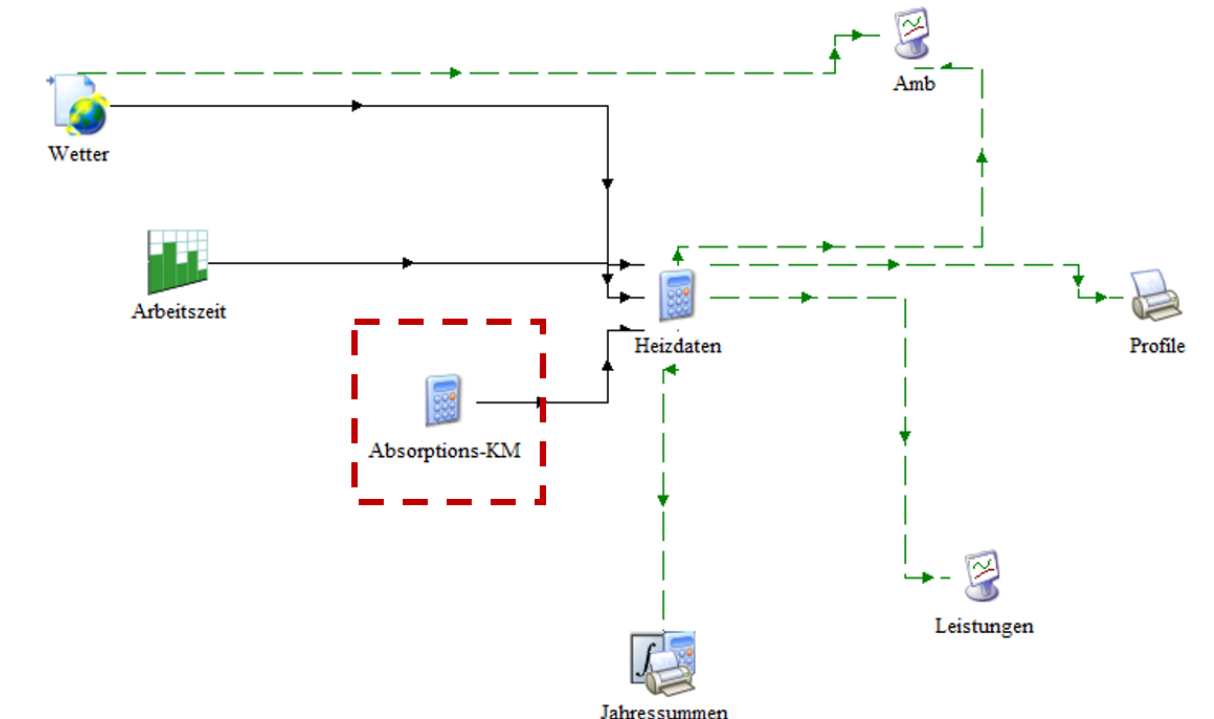 Amb
Wetter
Arbeitszeit
Heizdaten
Profile
Absorptions-KM
Leistungen
Jahressummen